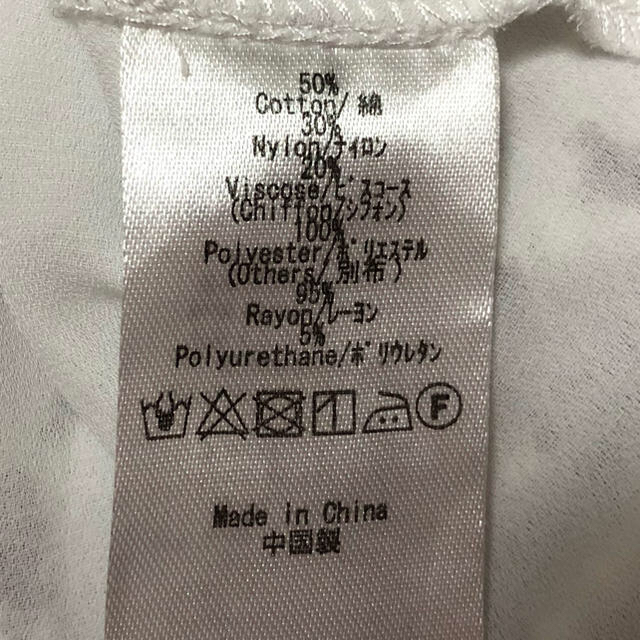 50%
Cotton/綿
30%
Nylon/ナイロン
20%
Viscose/ビスコース
(Chiffon/シフォン)
100%
Polyester/ポリエステル
(Others/別布)
95%
Rayon/レーヨン
5%
Polyurethane/ポリウレタン
F
Made in China
中国製